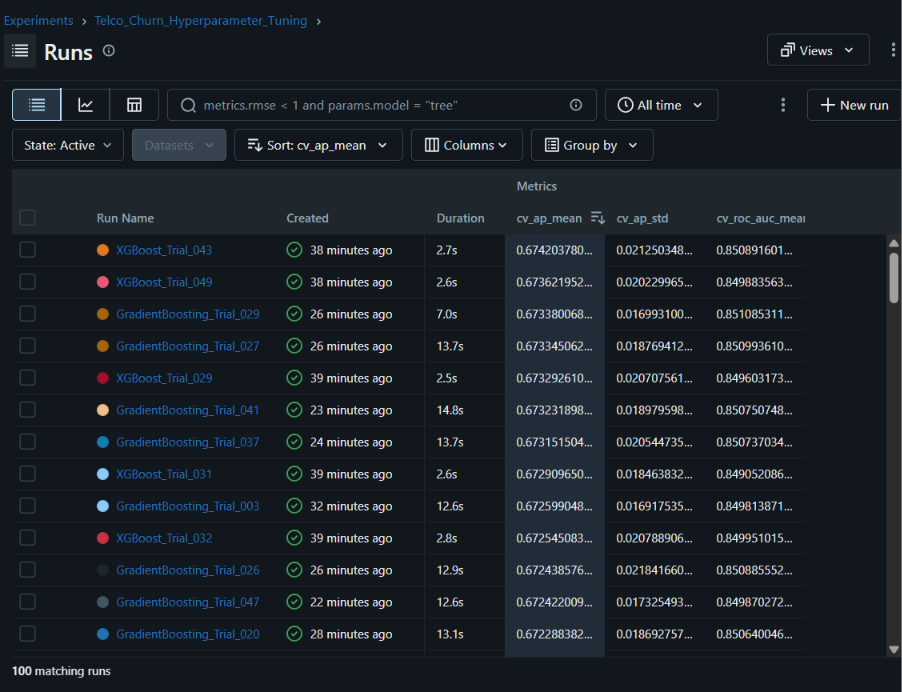 Experiments > Telco_Churn_Hyperparameter_Tuning >
Runs
Views
metrics.rmse < 1 and params.model = "tree"
All time
New run
State: Active
Datasets
Sort: cv_ap_mean
Columns
Group by
Metrics
Run Name Created Duration cv_ap_mean cv_ap_std cv_roc_auc_mean
XGBoost_Trial_043 38 minutes ago 2.7s 0.674203780... 0.021250348... 0.850891601...
XGBoost_Trial_049 38 minutes ago 2.6s 0.673621952... 0.020229965... 0.849883563...
GradientBoosting_Trial_029 26 minutes ago 7.0s 0.673380068... 0.016993100... 0.851085311...
GradientBoosting_Trial_027 26 minutes ago 13.7s 0.673345062... 0.018769412... 0.850993610...
XGBoost_Trial_029 39 minutes ago 2.5s 0.673292610... 0.020707561... 0.849603173...
GradientBoosting_Trial_041 23 minutes ago 14.8s 0.673231898... 0.018979598... 0.850750748...
GradientBoosting_Trial_037 24 minutes ago 13.7s 0.673151504... 0.020544735... 0.850737034...
XGBoost_Trial_031 39 minutes ago 2.6s 0.672909650... 0.018463832... 0.849052086...
GradientBoosting_Trial_003 32 minutes ago 12.6s 0.672599048... 0.016917535... 0.849813871...
XGBoost_Trial_032 39 minutes ago 2.8s 0.672545083... 0.020788906... 0.849951015...
GradientBoosting_Trial_026 26 minutes ago 12.9s 0.672438576... 0.021841660... 0.850885552...
GradientBoosting_Trial_047 22 minutes ago 12.6s 0.672422009... 0.017325493... 0.849870272...
GradientBoosting_Trial_020 28 minutes ago 13.1s 0.672288382... 0.018692757... 0.850640046...
100 matching runs